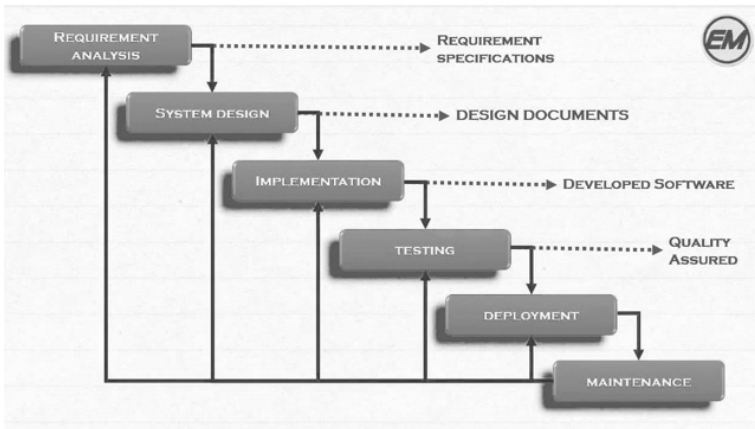 REQUIREMENT
ANALYSIS
REQUIREMENT
SPECIFICATIONS
EM
SYSTEM DESIGN
DESIGN DOCUMENTS
IMPLEMENTATION
DEVELOPED SOFTWARE
TESTING
QUALITY
ASSURED
DEPLOYMENT
MAINTENANCE